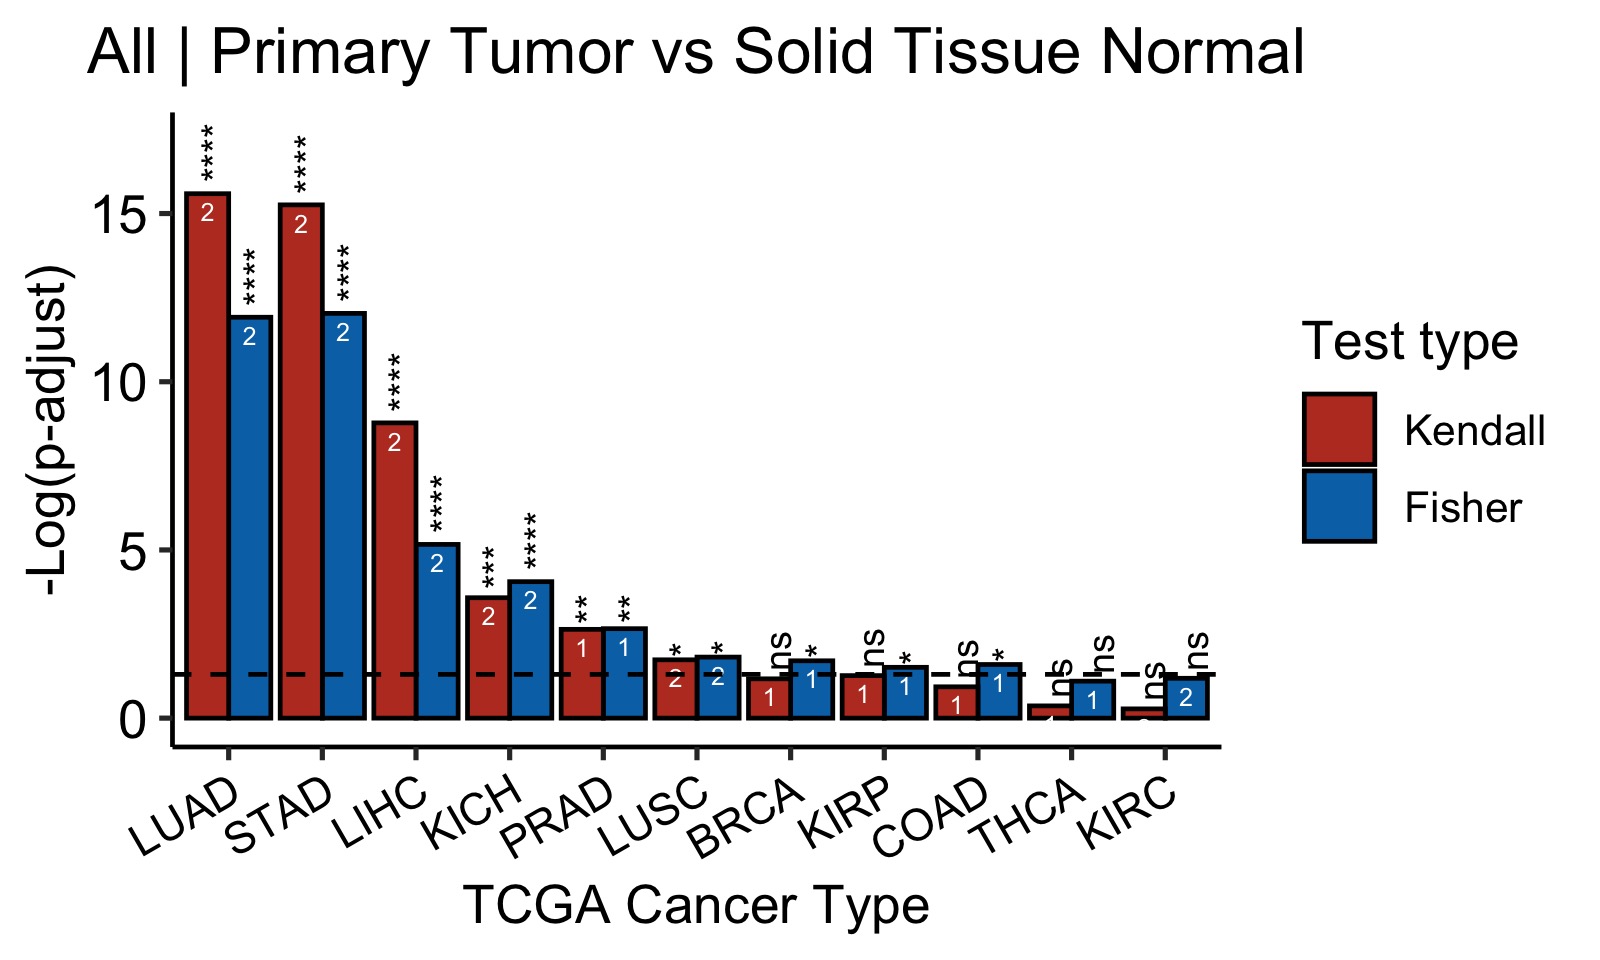 All | Primary Tumor vs Solid Tissue Normal
-Log(p-adjust)
15
10
5
0
****
2
****
2
****
2
****
2
****
2
****
2
***
2
****
2
**
1
**
1
*
2
*
2
ns
1
*
1
ns
1
*
1
ns
1
*
1
ns
ns
1
ns
ns
2
LUAD
STAD
LIHC
KICH
PRAD
LUSC
BRCA
KIRP
COAD
THCA
KIRC
TCGA Cancer Type
Test type
Kendall
Fisher